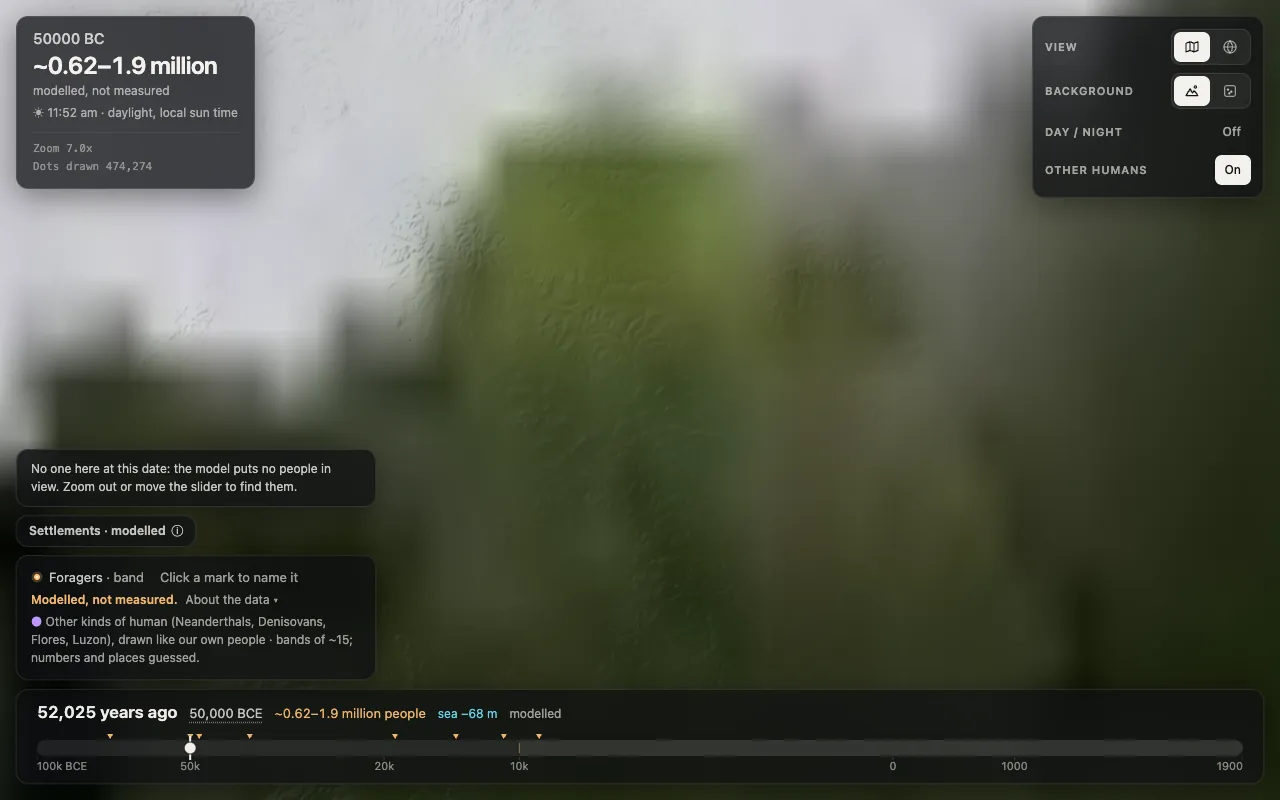 50000 BC
~0.62–1.9 million
modelled, not measured
☀ 11:52 am · daylight, local sun time
Zoom 7.0x
Dots drawn 474,274
VIEW
BACKGROUND
DAY / NIGHT Off
OTHER HUMANS On
No one here at this date: the model puts no people in
view. Zoom out or move the slider to find them.
Settlements · modelled ⓘ
Foragers · band Click a mark to name it
Modelled, not measured. About the data ▾
Other kinds of human (Neanderthals, Denisovans,
Flores, Luzon), drawn like our own people · bands of ~15;
numbers and places guessed.
52,025 years ago 50,000 BCE ~0.62–1.9 million people sea −68 m modelled
100k BCE 50k 20k 10k 0 1000 1900